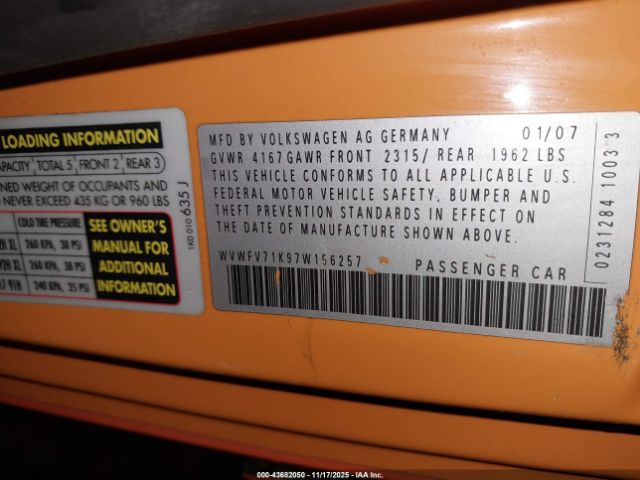 LOADING INFORMATION
CAPACITY TOTAL 5 FRONT 2 REAR 3
NED WEIGHT OF OCCUPANTS AND
NEVER EXCEED 435 KG OR 960 LBS
COLD TIRE PRESSURE
260 KPA, 38 PSI
260 KPA, 38 PSI
240 KPA, 35 PSI
SEE OWNER'S
MANUAL FOR
ADDITIONAL
INFORMATION
1K0 010 635 J
MFD BY VOLKSWAGEN AG GERMANY 01/07
GVWR 4167 GAWR FRONT 2315/ REAR 1962 LBS
THIS VEHICLE CONFORMS TO ALL APPLICABLE U.S.
FEDERAL MOTOR VEHICLE SAFETY, BUMPER AND
THEFT PREVENTION STANDARDS IN EFFECT ON
THE DATE OF MANUFACTURE SHOWN ABOVE.
WVWFV71K97W156257 PASSENGER CAR
0231284 1003 3
000-43682050 - 11/17/2025 - IAA Inc.